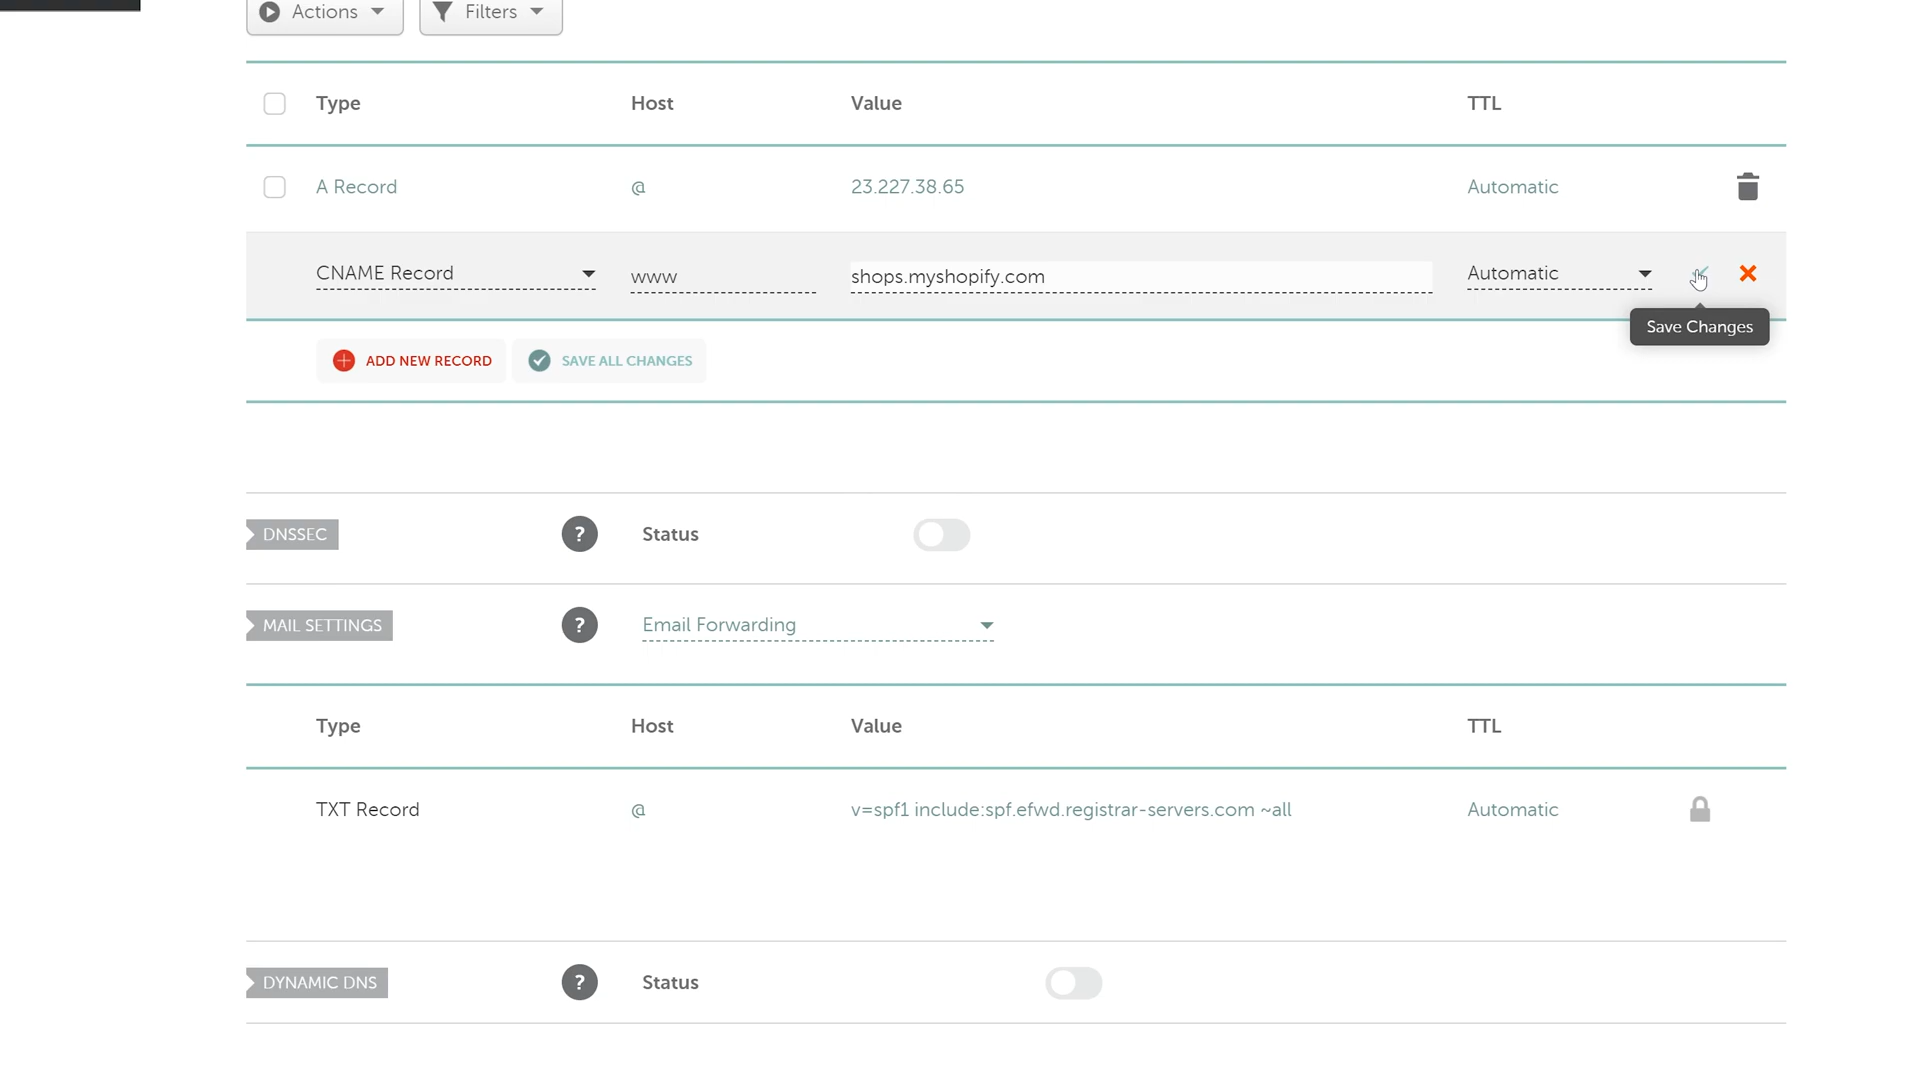 Actions Filters
Type Host Value TTL
A Record @ 23.227.38.65 Automatic
CNAME Record www shops.myshopify.com Automatic
Save Changes
ADD NEW RECORD SAVE ALL CHANGES
DNSSEC ? Status
MAIL SETTINGS ? Email Forwarding
Type Host Value TTL
TXT Record @ v=spf1 include:spf.efwd.registrar-servers.com ~all Automatic
DYNAMIC DNS ? Status